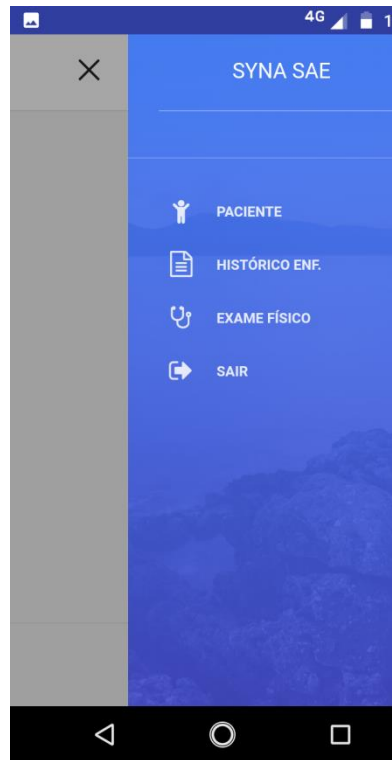 4G
SYNA SAE
PACIENTE
HISTÓRICO ENF.
EXAME FÍSICO
SAIR